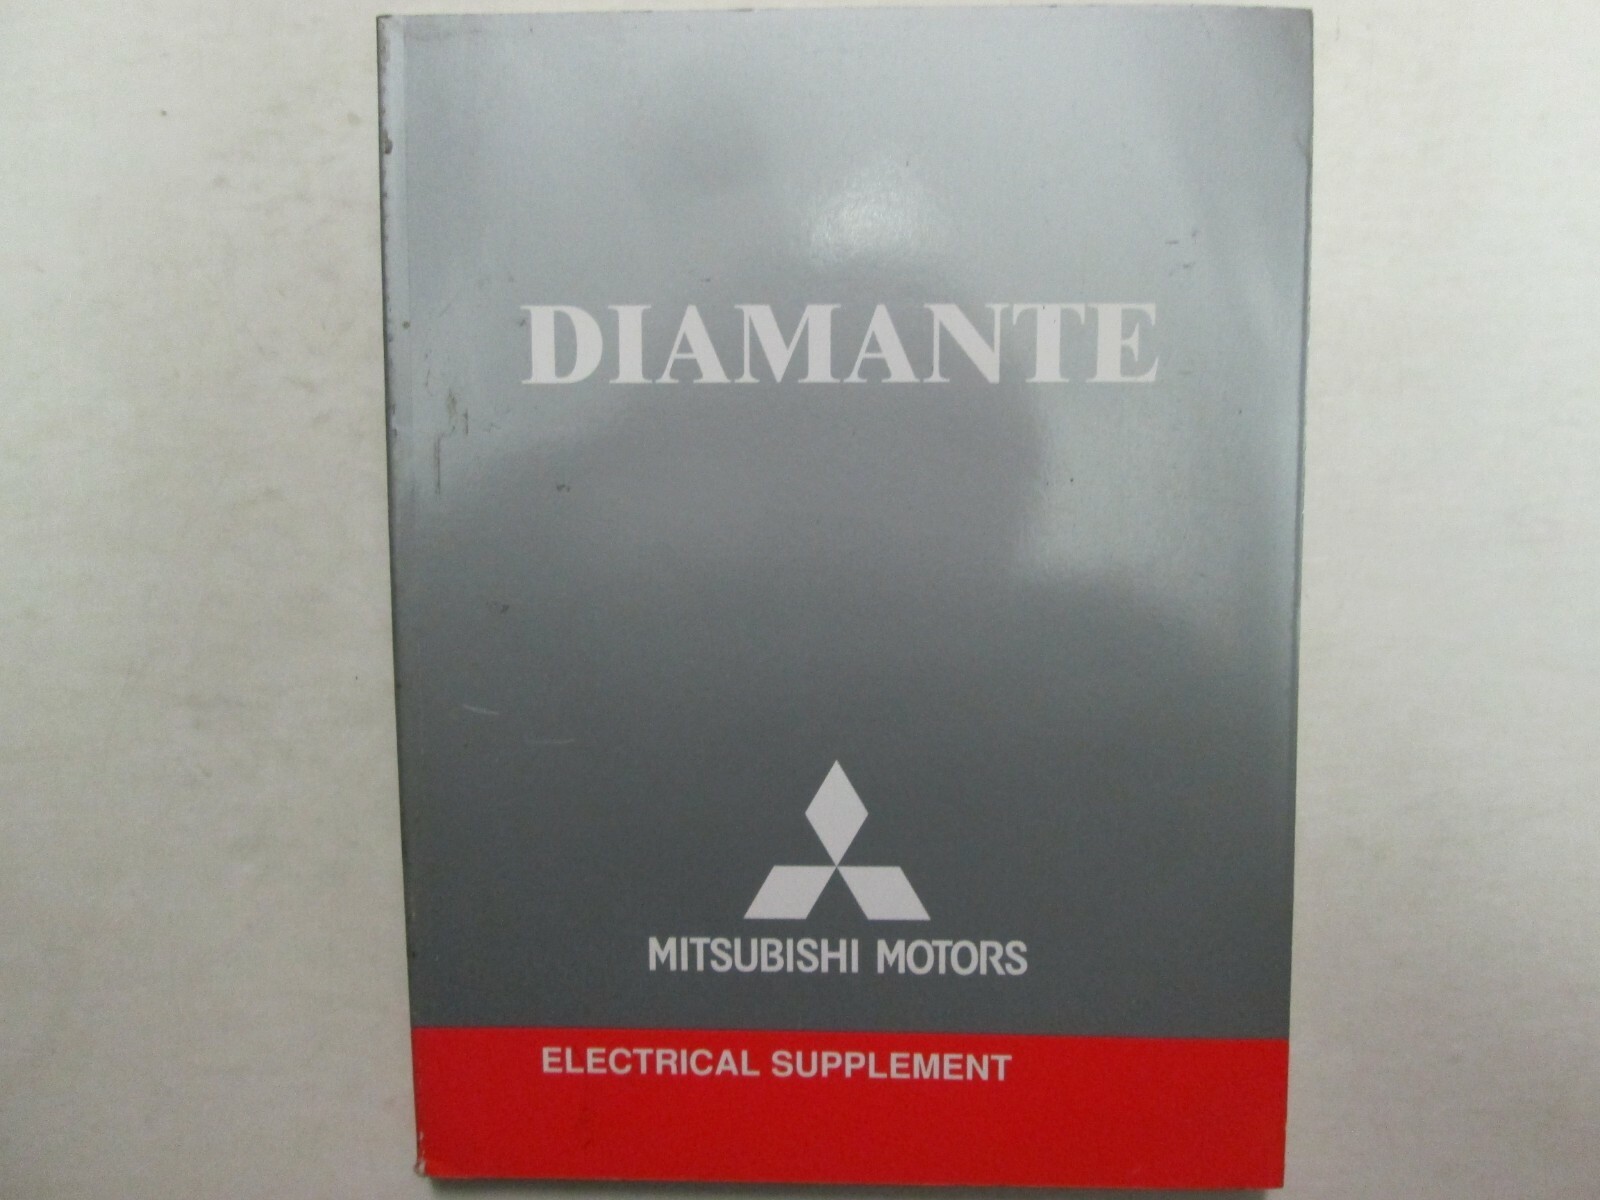 DIAMANTE
MITSUBISHI MOTORS
ELECTRICAL SUPPLEMENT